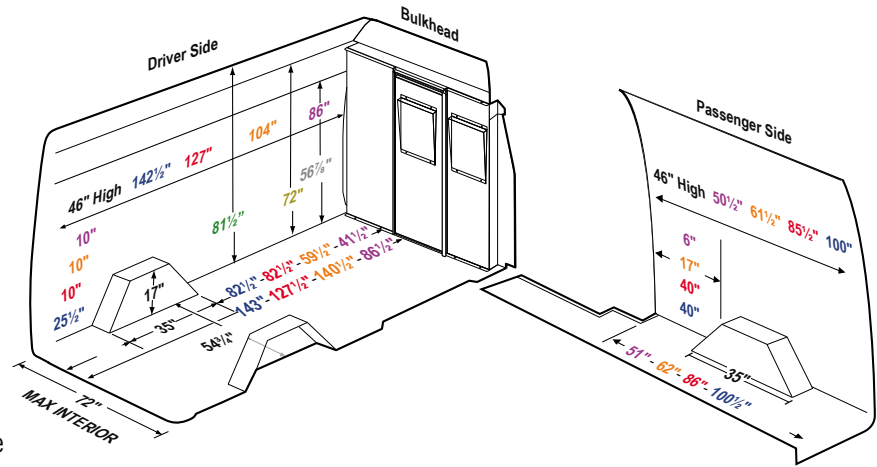 Bulkhead
Driver Side
86"
104"
127"
142½"
46" High
56⅞"
72"
81½"
10"
10"
10"
25½"
17"
35"
54¾"
82½" - 82½" - 59½" - 41½"
143" - 127½" - 140½" - 86½"
72"
MAX INTERIOR
e
Passenger Side
46" High 50½" 61½" 85½" 100"
6"
17"
40"
40"
35"
51" - 62" - 86" - 100½"